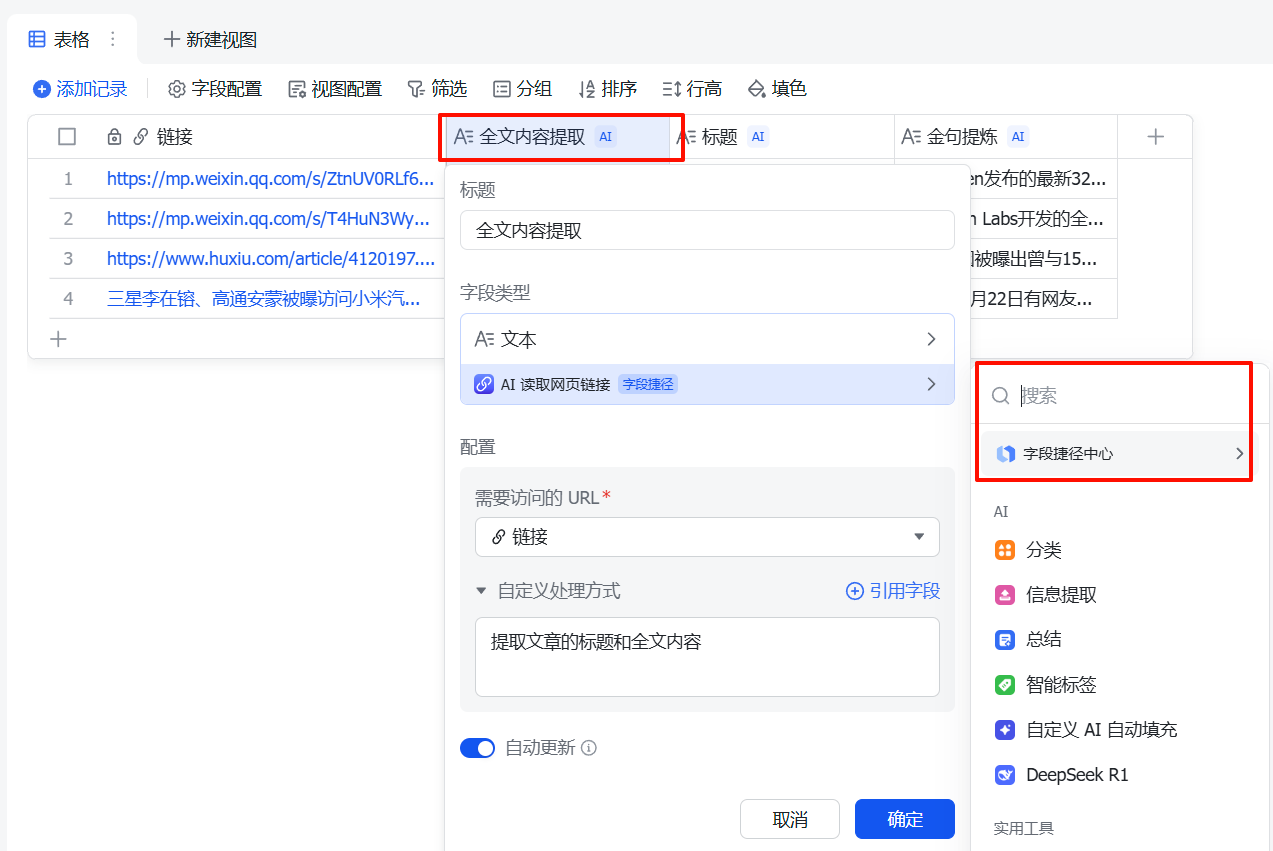 表格 新建视图
添加记录 字段配置 视图配置 筛选 分组 排序 行高 填色
链接 全文内容提取 AI 标题 AI 金句提炼 AI
1 https://mp.weixin.qq.com/s/ZtnUV0RLf6... en发布的最新32...
2 https://mp.weixin.qq.com/s/T4HuN3Wy... Labs开发的全...
3 https://www.huxiu.com/article/4120197.... 被曝出曾与15...
4 三星李在镕、高通安蒙被曝访问小米汽...月22日有网友...
标题
全文内容提取
字段类型
文本
AI 读取网页链接 字段捷径
配置
需要访问的 URL*
链接
自定义处理方式 引用字段
提取文章的标题和全文内容
自动更新
取消 确定
搜索
字段捷径中心
AI
分类
信息提取
总结
智能标签
自定义 AI 自动填充
DeepSeek R1
实用工具